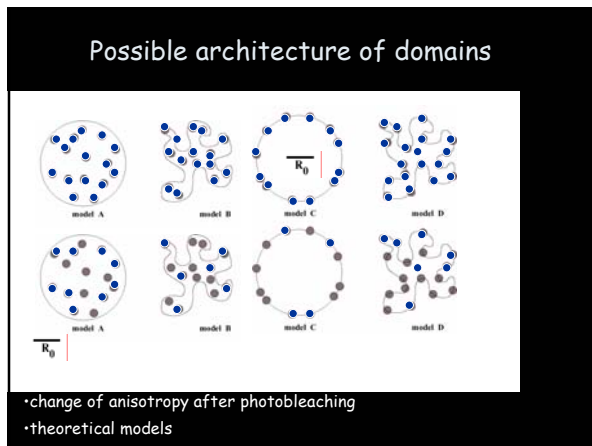 Possible architecture of domains
R0
model A model B model C model D
model A model B model C model D
R0
•change of anisotropy after photobleaching
•theoretical models